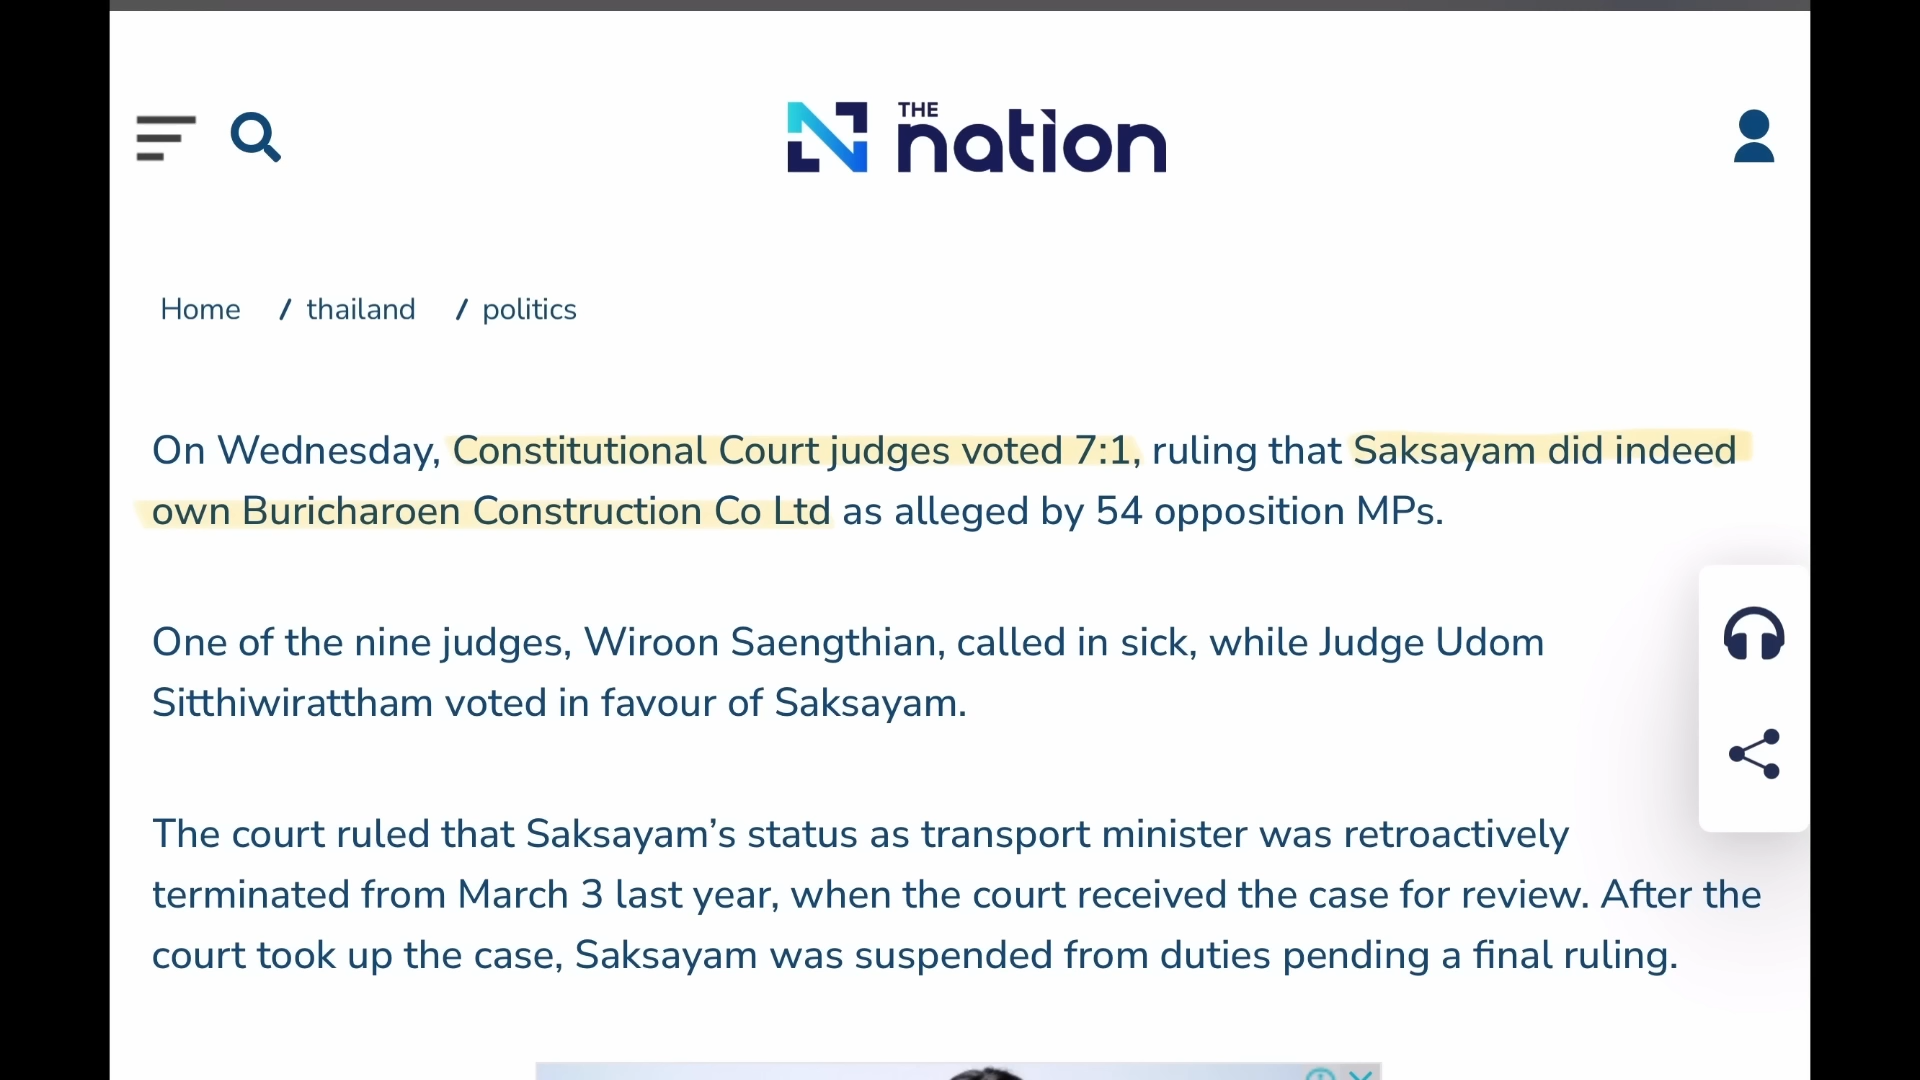 THE
nation
Home / thailand / politics
On Wednesday, Constitutional Court judges voted 7:1, ruling that Saksayam did indeed
own Buricharoen Construction Co Ltd as alleged by 54 opposition MPs.
One of the nine judges, Wiroon Saengthian, called in sick, while Judge Udom
Sitthiwirattham voted in favour of Saksayam.
The court ruled that Saksayam’s status as transport minister was retroactively
terminated from March 3 last year, when the court received the case for review. After the
court took up the case, Saksayam was suspended from duties pending a final ruling.